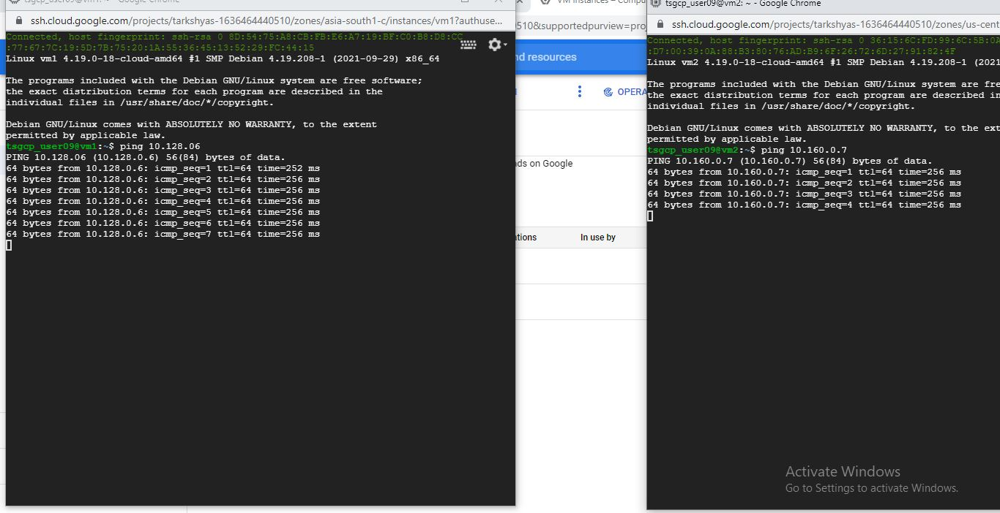 tsgcp_user09@vm1: ~ - Google Chrome
ssh.cloud.google.com/projects/tarkshyas-1636464440510/zones/asia-south1-c/instances/vm1?authuse...
Connected, host fingerprint: ssh-rsa 0 8D:54:75:A8:CB:FB:E6:A7:19:BF:C0:B8:D8:CC
:77:67:7C:19:5D:7B:75:20:1A:55:36:45:13:52:29:FC:44:15
Linux vm1 4.19.0-18-cloud-amd64 #1 SMP Debian 4.19.208-1 (2021-09-29) x86_64
The programs included with the Debian GNU/Linux system are free software;
the exact distribution terms for each program are described in the
individual files in /usr/share/doc/*/copyright.
Debian GNU/Linux comes with ABSOLUTELY NO WARRANTY, to the extent
permitted by applicable law.
tsgcp_user09@vm1:~$ ping 10.128.06
PING 10.128.06 (10.128.0.6) 56(84) bytes of data.
64 bytes from 10.128.0.6: icmp_seq=1 ttl=64 time=252 ms
64 bytes from 10.128.0.6: icmp_seq=2 ttl=64 time=256 ms
64 bytes from 10.128.0.6: icmp_seq=3 ttl=64 time=256 ms
64 bytes from 10.128.0.6: icmp_seq=4 ttl=64 time=256 ms
64 bytes from 10.128.0.6: icmp_seq=5 ttl=64 time=256 ms
64 bytes from 10.128.0.6: icmp_seq=6 ttl=64 time=256 ms
64 bytes from 10.128.0.6: icmp_seq=7 ttl=64 time=256 ms
VM instances – Compu
510&supportedpurview=pro
nd resources
OPERA
ads on Google
ations
In use by
tsgcp_user09@vm2: ~ - Google Chrome
ssh.cloud.google.com/projects/tarkshyas-1636464440510/zones/us-cent
Connected, host fingerprint: ssh-rsa 0 36:15:6C:FD:99:6C:5B:0A
:D7:00:39:0A:88:B3:80:76:AD:B9:6F:26:72:6D:27:91:82:4F
Linux vm2 4.19.0-18-cloud-amd64 #1 SMP Debian 4.19.208-1 (2021
The programs included with the Debian GNU/Linux system are fre
the exact distribution terms for each program are described in
individual files in /usr/share/doc/*/copyright.
Debian GNU/Linux comes with ABSOLUTELY NO WARRANTY, to the ext
permitted by applicable law.
tsgcp_user09@vm2:~$ ping 10.160.0.7
PING 10.160.0.7 (10.160.0.7) 56(84) bytes of data.
64 bytes from 10.160.0.7: icmp_seq=1 ttl=64 time=256 ms
64 bytes from 10.160.0.7: icmp_seq=2 ttl=64 time=256 ms
64 bytes from 10.160.0.7: icmp_seq=3 ttl=64 time=256 ms
64 bytes from 10.160.0.7: icmp_seq=4 ttl=64 time=256 ms
Activate Windows
Go to Settings to activate Windows.